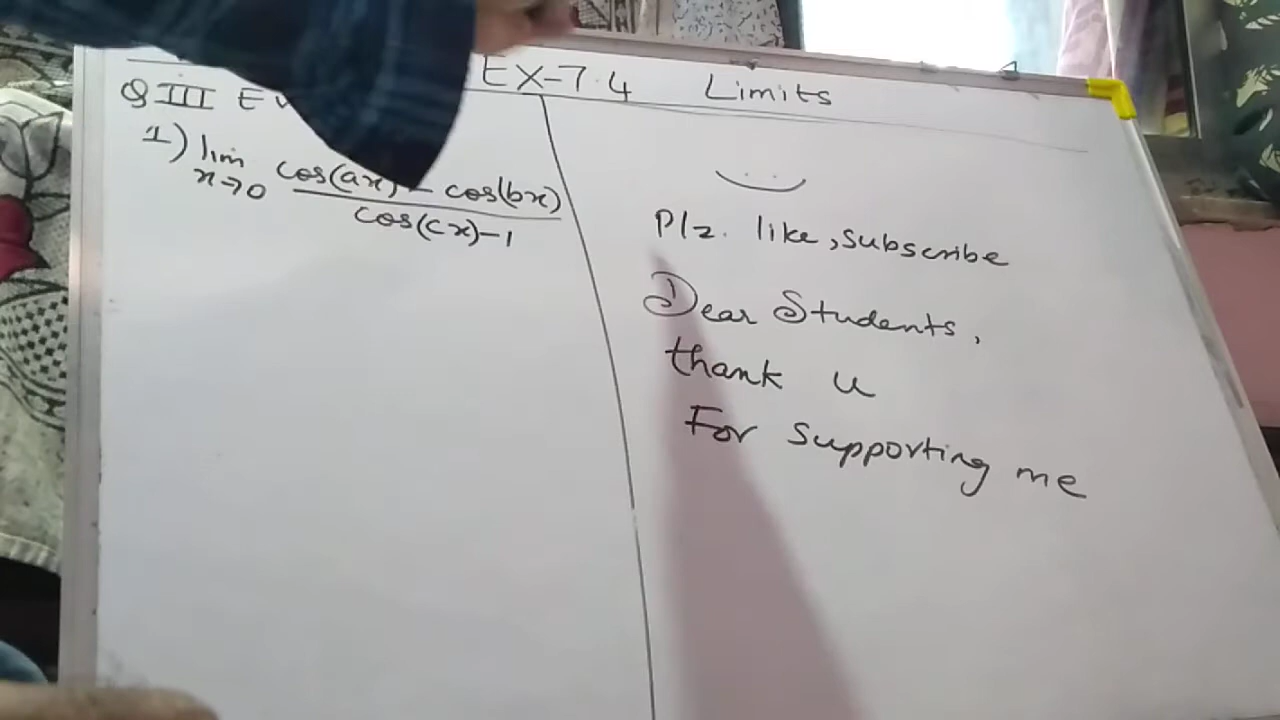 EX-7.4 Limits
Q III
1) lim x→0 cos(ax) - cos(bx)
cos(cx)-1
Plz. like, subscribe
Dear Students,
thank u
For supporting me